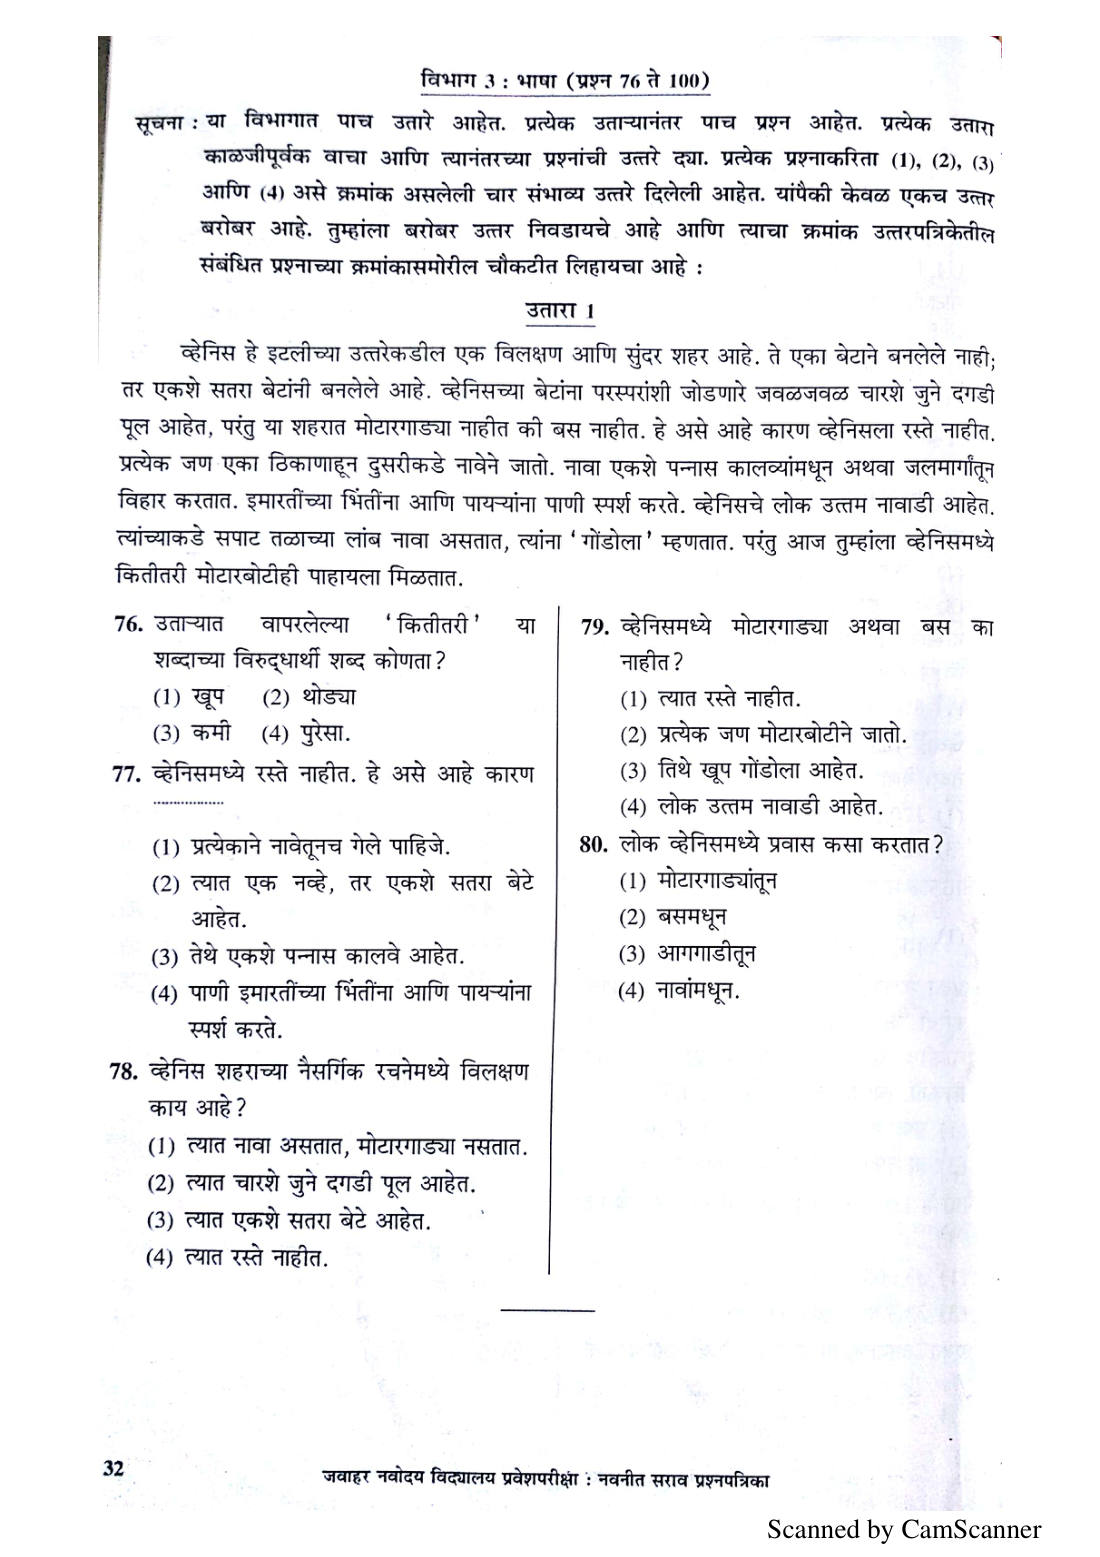 विभाग 3 : भाषा (प्रश्न 76 ते 100)
सूचना : या विभागात पाच उतारे आहेत. प्रत्येक उताऱ्यानंतर पाच प्रश्न आहेत. प्रत्येक उतारा
काळजीपूर्वक वाचा आणि त्यानंतरच्या प्रश्नांची उत्तरे द्या. प्रत्येक प्रश्नाकरिता (1), (2), (3)
आणि (4) असे क्रमांक असलेली चार संभाव्य उत्तरे दिलेली आहेत. यांपैकी केवळ एकच उत्तर
बरोबर आहे. तुम्हांला बरोबर उत्तर निवडायचे आहे आणि त्याचा क्रमांक उत्तरपत्रिकेतील
संबंधित प्रश्नाच्या क्रमांकासमोरील चौकटीत लिहायचा आहे :
उतारा 1
व्हेनिस हे इटलीच्या उत्तरेकडील एक विलक्षण आणि सुंदर शहर आहे. ते एका बेटाने बनलेले नाही;
तर एकशे सतरा बेटांनी बनलेले आहे. व्हेनिसच्या बेटांना परस्परांशी जोडणारे जवळजवळ चारशे जुने दगडी
पूल आहेत, परंतु या शहरात मोटारगाड्या नाहीत की बस नाहीत. हे असे आहे कारण व्हेनिसला रस्ते नाहीत.
प्रत्येक जण एका ठिकाणाहून दुसरीकडे नावेने जातो. नावा एकशे पन्नास कालव्यांमधून अथवा जलमार्गांतून
विहार करतात. इमारतींच्या भिंतींना आणि पायऱ्यांना पाणी स्पर्श करते. व्हेनिसचे लोक उत्तम नावाडी आहेत.
त्यांच्याकडे सपाट तळाच्या लांब नावा असतात, त्यांना ‘गोंडोला’ म्हणतात. परंतु आज तुम्हांला व्हेनिसमध्ये
कितीतरी मोटारबोटीही पाहायला मिळतात.
76. उताऱ्यात वापरलेल्या ‘कितीतरी’ या
शब्दाच्या विरुद्धार्थी शब्द कोणता?
(1) खूप (2) थोड्या
(3) कमी (4) पुरेसा.
77. व्हेनिसमध्ये रस्ते नाहीत. हे असे आहे कारण
..................
(1) प्रत्येकाने नावेतूनच गेले पाहिजे.
(2) त्यात एक नव्हे, तर एकशे सतरा बेटे
आहेत.
(3) तेथे एकशे पन्नास कालवे आहेत.
(4) पाणी इमारतींच्या भिंतींना आणि पायऱ्यांना
स्पर्श करते.
78. व्हेनिस शहराच्या नैसर्गिक रचनेमध्ये विलक्षण
काय आहे?
(1) त्यात नावा असतात, मोटारगाड्या नसतात.
(2) त्यात चारशे जुने दगडी पूल आहेत.
(3) त्यात एकशे सतरा बेटे आहेत.
(4) त्यात रस्ते नाहीत.
79. व्हेनिसमध्ये मोटारगाड्या अथवा बस का
नाहीत?
(1) त्यात रस्ते नाहीत.
(2) प्रत्येक जण मोटारबोटीने जातो.
(3) तिथे खूप गोंडोला आहेत.
(4) लोक उत्तम नावाडी आहेत.
80. लोक व्हेनिसमध्ये प्रवास कसा करतात?
(1) मोटारगाड्यांतून
(2) बसमधून
(3) आगगाडीतून
(4) नावांमधून.
32
जवाहर नवोदय विद्यालय प्रवेशपरीक्षा : नवनीत सराव प्रश्नपत्रिका
Scanned by CamScanner